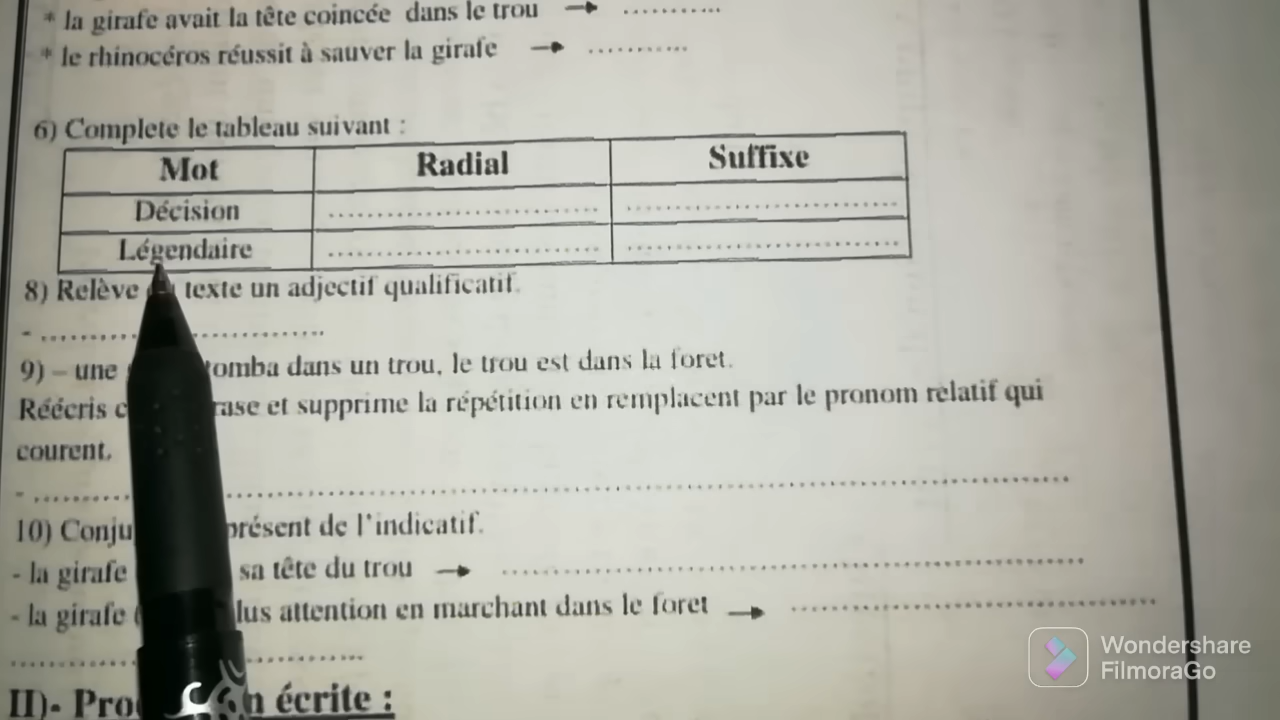 * la girafe avait la tête coincée dans le trou → ............
* le rhinocéros réussit à sauver la girafe → ............
6) Complete le tableau suivant :
Mot Radial Suffixe
Décision ............ ............
Légendaire ............ ............
8) Relève texte un adjectif qualificatif.
- ............
9) – une tomba dans un trou, le trou est dans la foret.
Réécris et supprime la répétition en remplacent par le pronom relatif qui
courent.
- ............
10) présent de l'indicatif.
- la girafe sa tête du trou → ............
- la girafe attention en marchant dans le foret → ............
............
II)- écrite :
Wondershare
FilmoraGo